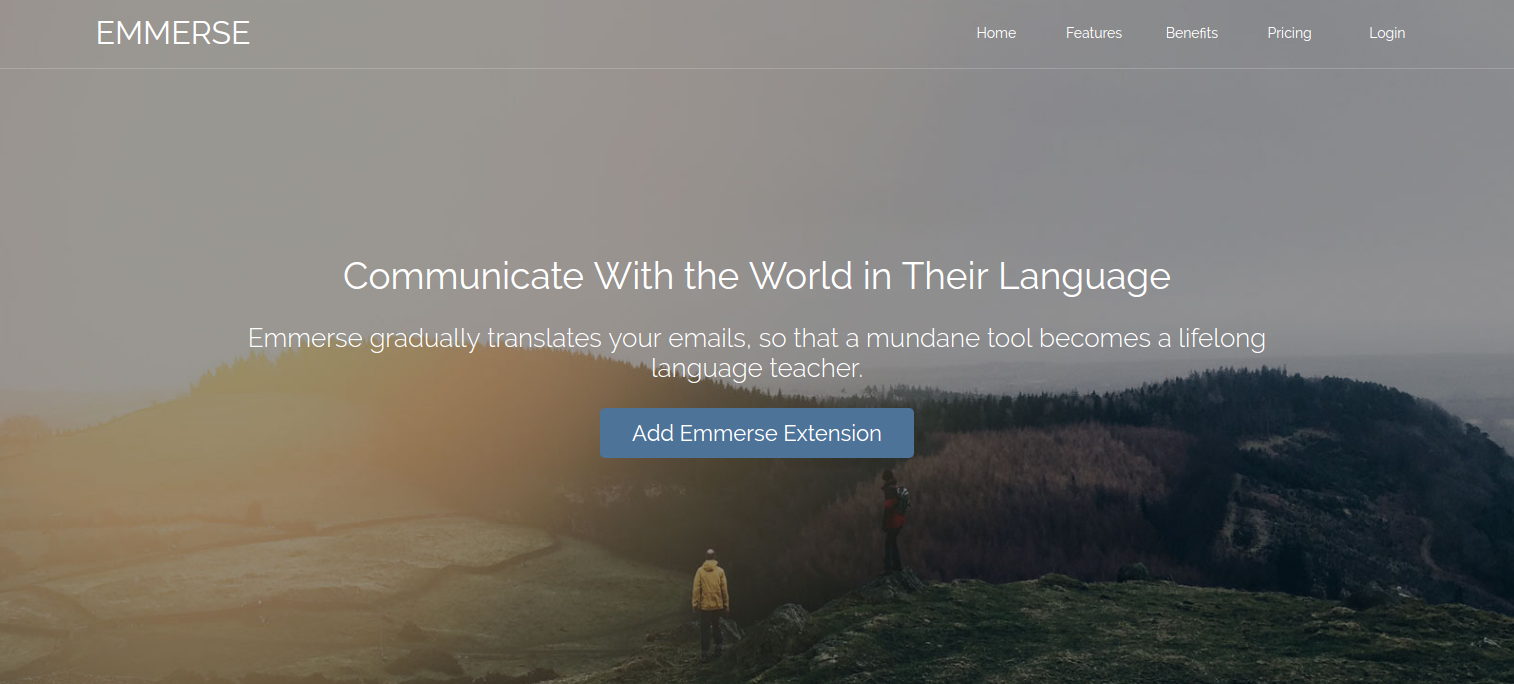 EMMERSE
Home Features Benefits Pricing Login
Communicate With the World in Their Language
Emmerse gradually translates your emails, so that a mundane tool becomes a lifelong
language teacher.
Add Emmerse Extension